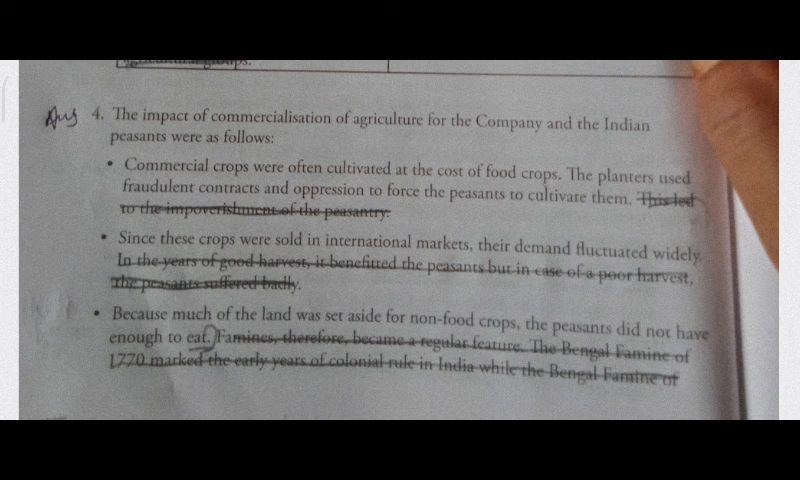 agricultural groups.
Ans 4. The impact of commercialisation of agriculture for the Company and the Indian
peasants were as follows:
• Commercial crops were often cultivated at the cost of food crops. The planters used
fraudulent contracts and oppression to force the peasants to cultivate them. This led
to the impoverishment of the peasantry.
• Since these crops were sold in international markets, their demand fluctuated widely.
In the years of good harvest, it benefitted the peasants but in case of a poor harvest,
the peasants suffered badly.
• Because much of the land was set aside for non-food crops, the peasants did not have
enough to eat. Famines, therefore, became a regular feature. The Bengal Famine of
1770 marked the early years of colonial rule in India while the Bengal Famine of